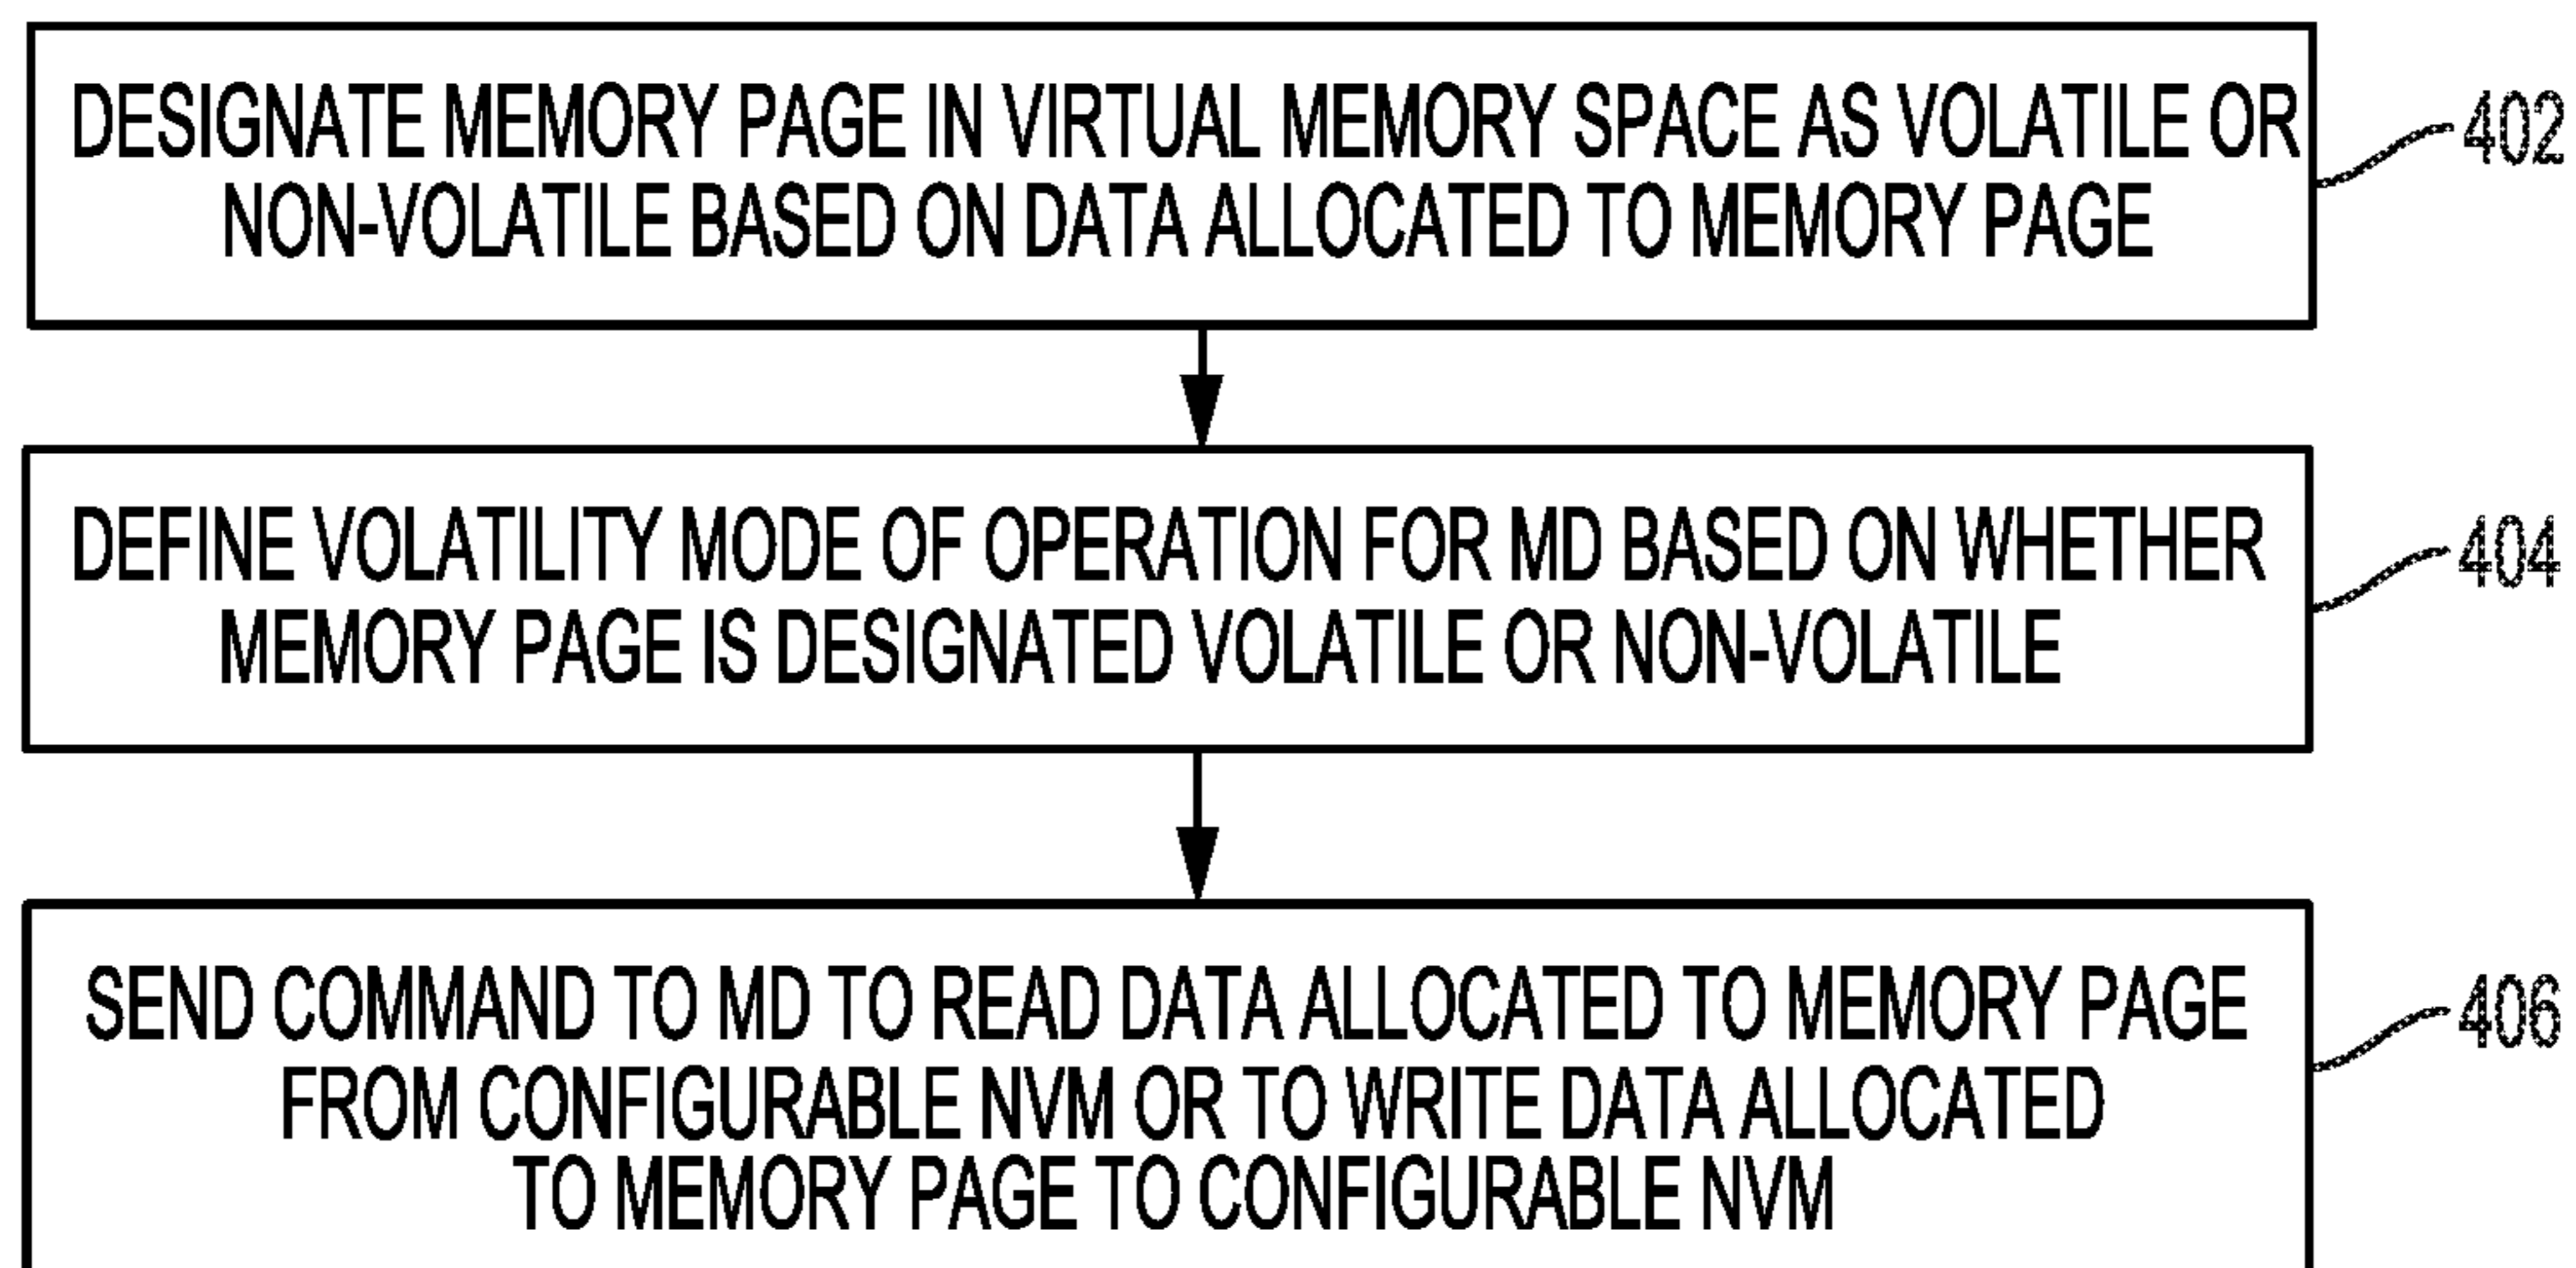 DESIGNATE MEMORY PAGE IN VIRTUAL MEMORY SPACE AS VOLATILE OR
NON-VOLATILE BASED ON DATA ALLOCATED TO MEMORY PAGE
402
DEFINE VOLATILITY MODE OF OPERATION FOR MD BASED ON WHETHER
MEMORY PAGE IS DESIGNATED VOLATILE OR NON-VOLATILE
404
SEND COMMAND TO MD TO READ DATA ALLOCATED TO MEMORY PAGE
FROM CONFIGURABLE NVM OR TO WRITE DATA ALLOCATED
TO MEMORY PAGE TO CONFIGURABLE NVM
406